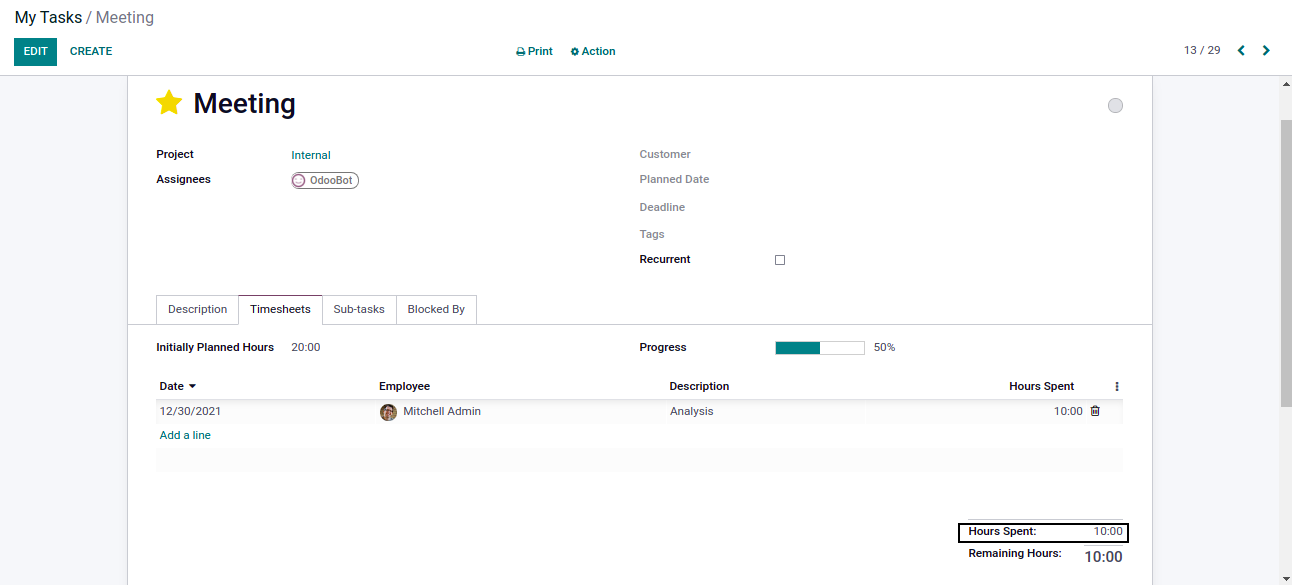 My Tasks / Meeting
EDIT CREATE Print Action 13 / 29
Meeting
Project Internal Customer
Assignees OdooBot Planned Date
Deadline
Tags
Recurrent
Description Timesheets Sub-tasks Blocked By
Initially Planned Hours 20:00 Progress 50%
Date Employee Description Hours Spent
12/30/2021 Mitchell Admin Analysis 10:00
Add a line
Hours Spent: 10:00
Remaining Hours: 10:00